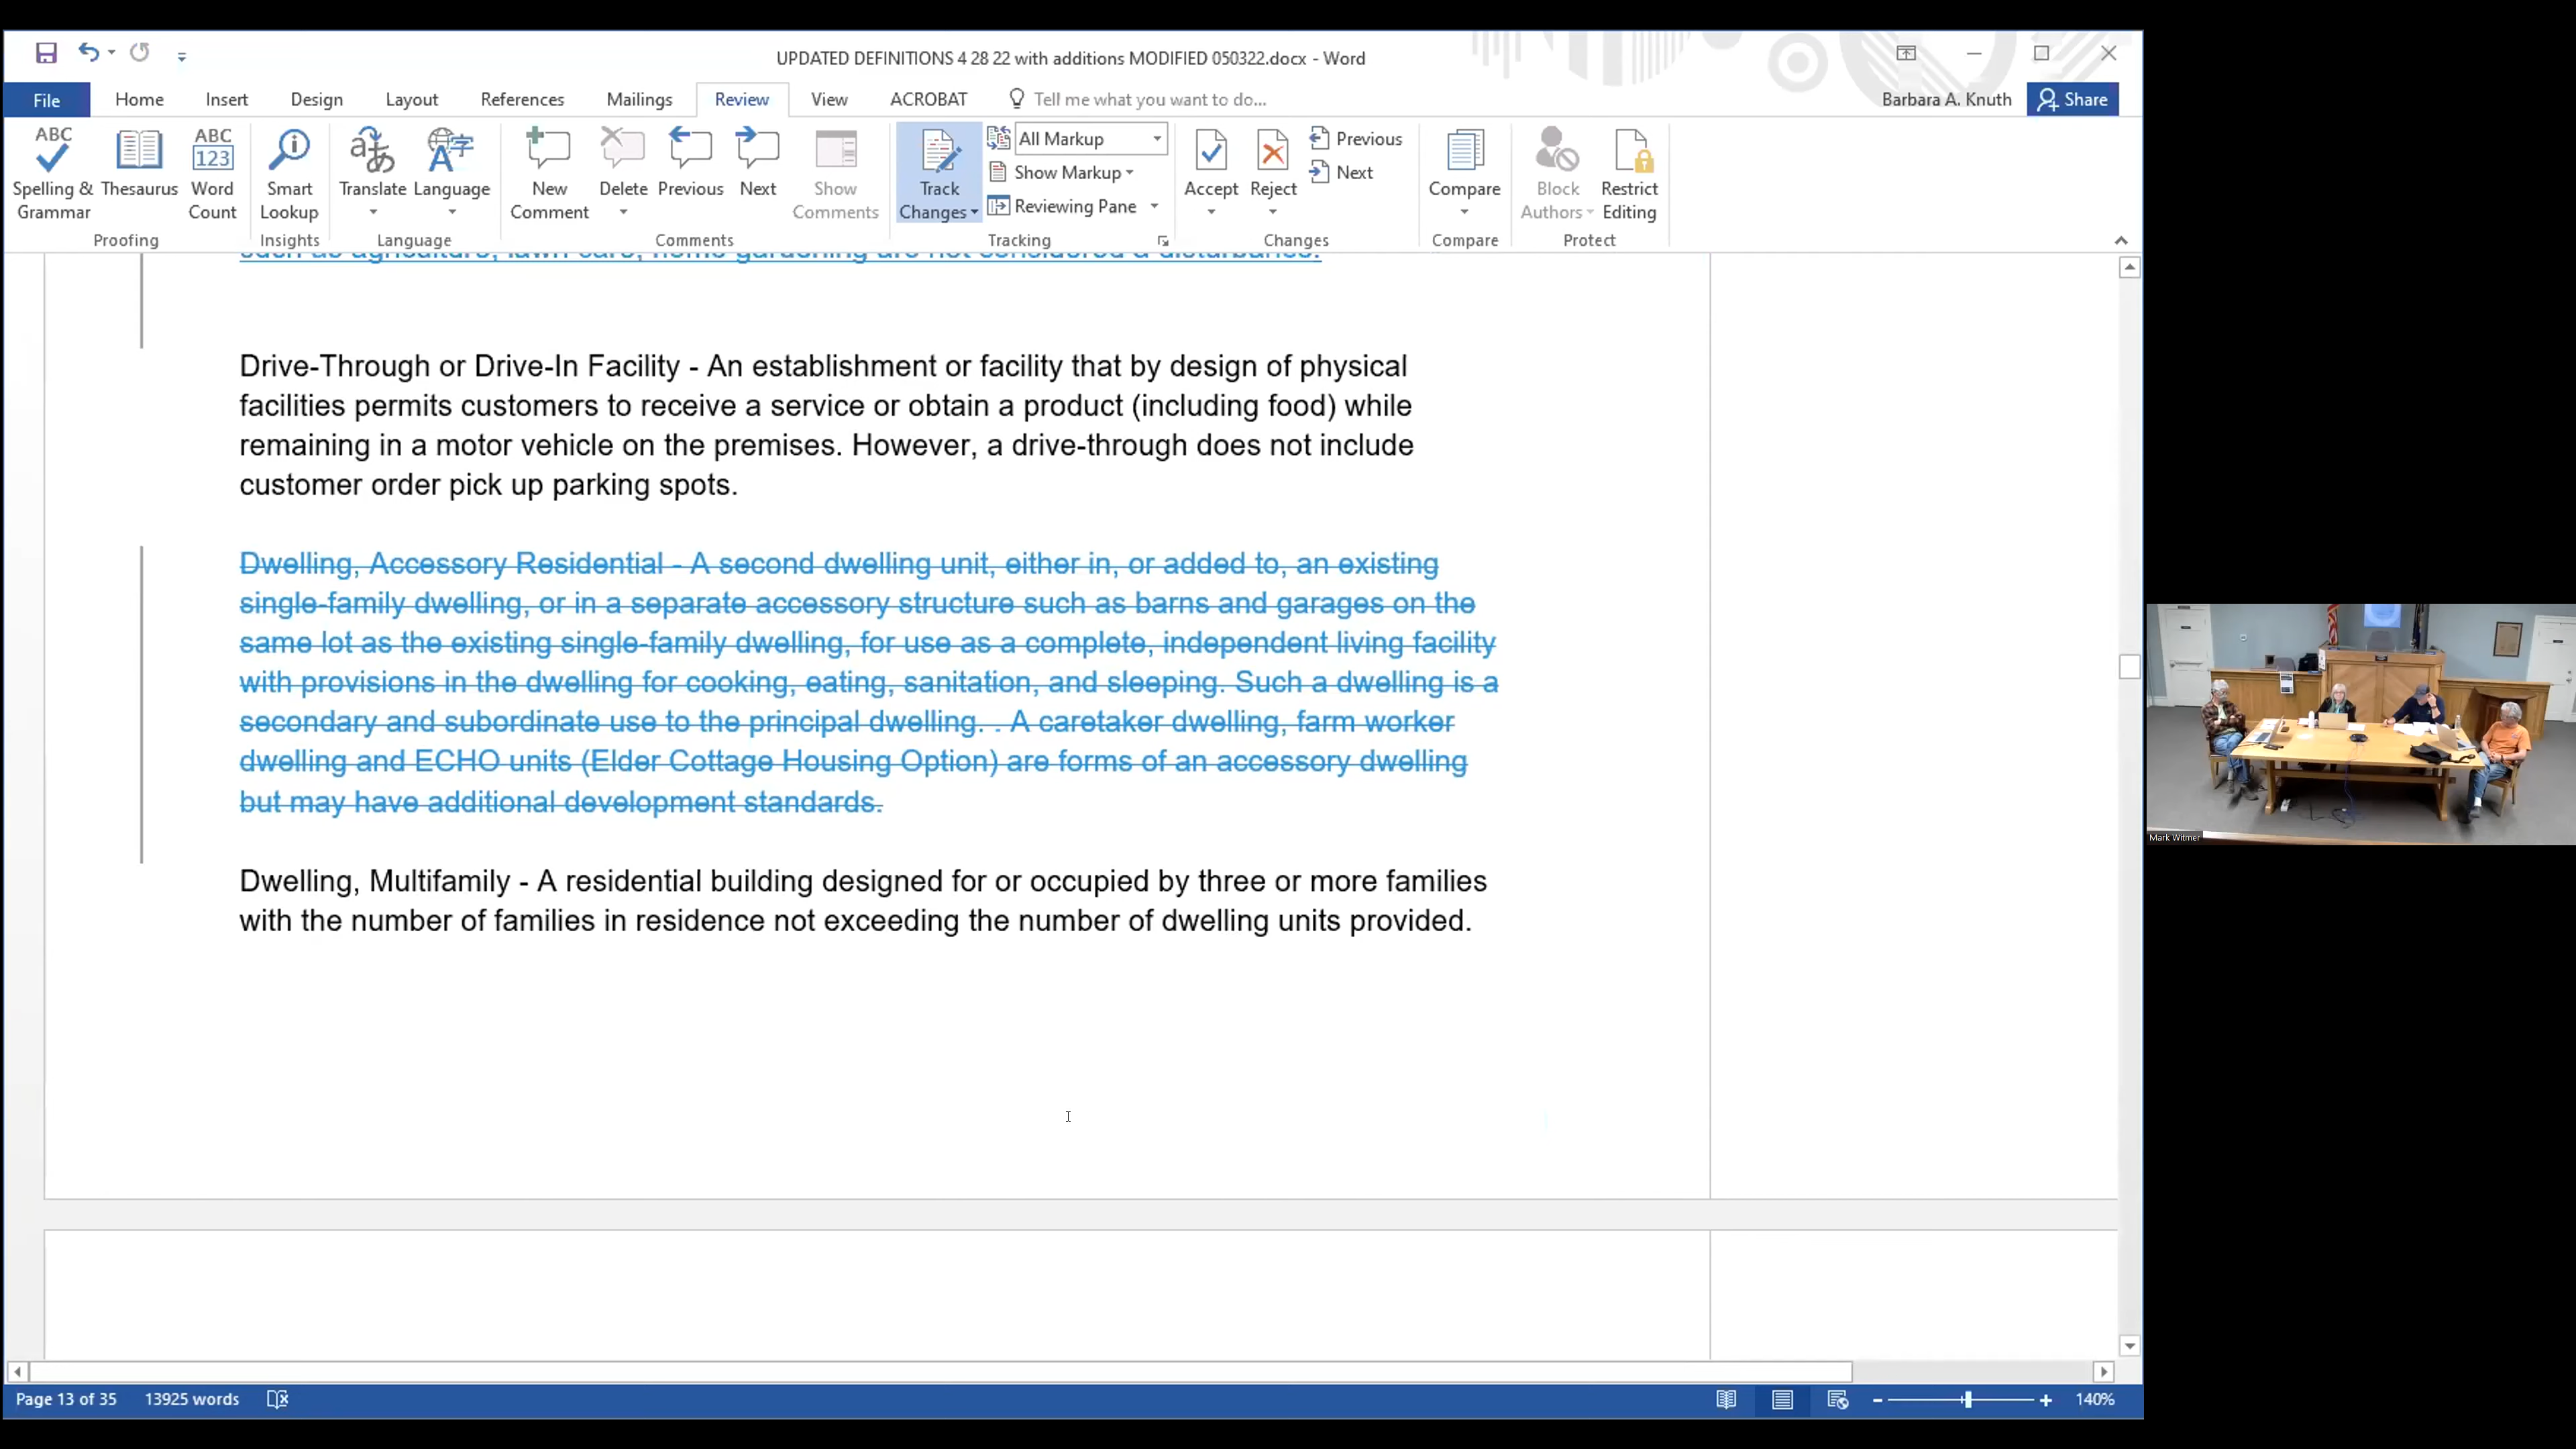 UPDATED DEFINITIONS 4 28 22 with additions MODIFIED 050322.docx - Word
File Home Insert Design Layout References Mailings Review View ACROBAT Tell me what you want to do... Barbara A. Knuth Share
ABC Spelling & Grammar
Thesaurus
ABC 123 Word Count
Smart Lookup
Translate
Language
New Comment
Delete
Previous
Next
Show Comments
Track Changes
All Markup
Show Markup
Reviewing Pane
Accept
Reject
Previous
Next
Compare
Block Authors
Restrict Editing
Proofing Insights Language Comments Tracking Changes Compare Protect
such as agriculture, lawn care, home gardening are not considered a disturbance.
Drive-Through or Drive-In Facility - An establishment or facility that by design of physical
facilities permits customers to receive a service or obtain a product (including food) while
remaining in a motor vehicle on the premises. However, a drive-through does not include
customer order pick up parking spots.
Dwelling, Accessory Residential - A second dwelling unit, either in, or added to, an existing
single-family dwelling, or in a separate accessory structure such as barns and garages on the
same lot as the existing single-family dwelling, for use as a complete, independent living facility
with provisions in the dwelling for cooking, eating, sanitation, and sleeping. Such a dwelling is a
secondary and subordinate use to the principal dwelling. . A caretaker dwelling, farm worker
dwelling and ECHO units (Elder Cottage Housing Option) are forms of an accessory dwelling
but may have additional development standards.
Dwelling, Multifamily - A residential building designed for or occupied by three or more families
with the number of families in residence not exceeding the number of dwelling units provided.
Mark Witmer
Page 13 of 35 13925 words 140%